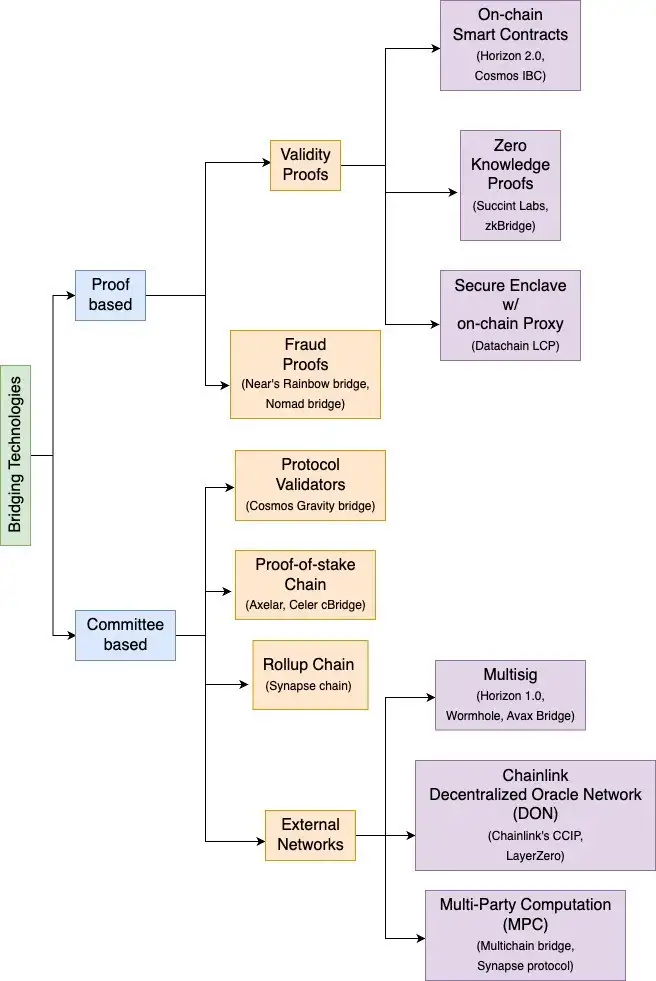 Bridging Technologies
Proof
based
Committee
based
Validity
Proofs
Fraud
Proofs
(Near's Rainbow bridge,
Nomad bridge)
Protocol
Validators
(Cosmos Gravity bridge)
Proof-of-stake
Chain
(Axelar, Celer cBridge)
Rollup Chain
(Synapse chain)
External
Networks
On-chain
Smart Contracts
(Horizon 2.0,
Cosmos IBC)
Zero
Knowledge
Proofs
(Succint Labs,
zkBridge)
Secure Enclave
w/
on-chain Proxy
(Datachain LCP)
Multisig
(Horizon 1.0,
Wormhole, Avax Bridge)
Chainlink
Decentralized Oracle Network
(DON)
(Chainlink's CCIP,
LayerZero)
Multi-Party Computation
(MPC)
(Multichain bridge,
Synapse protocol)